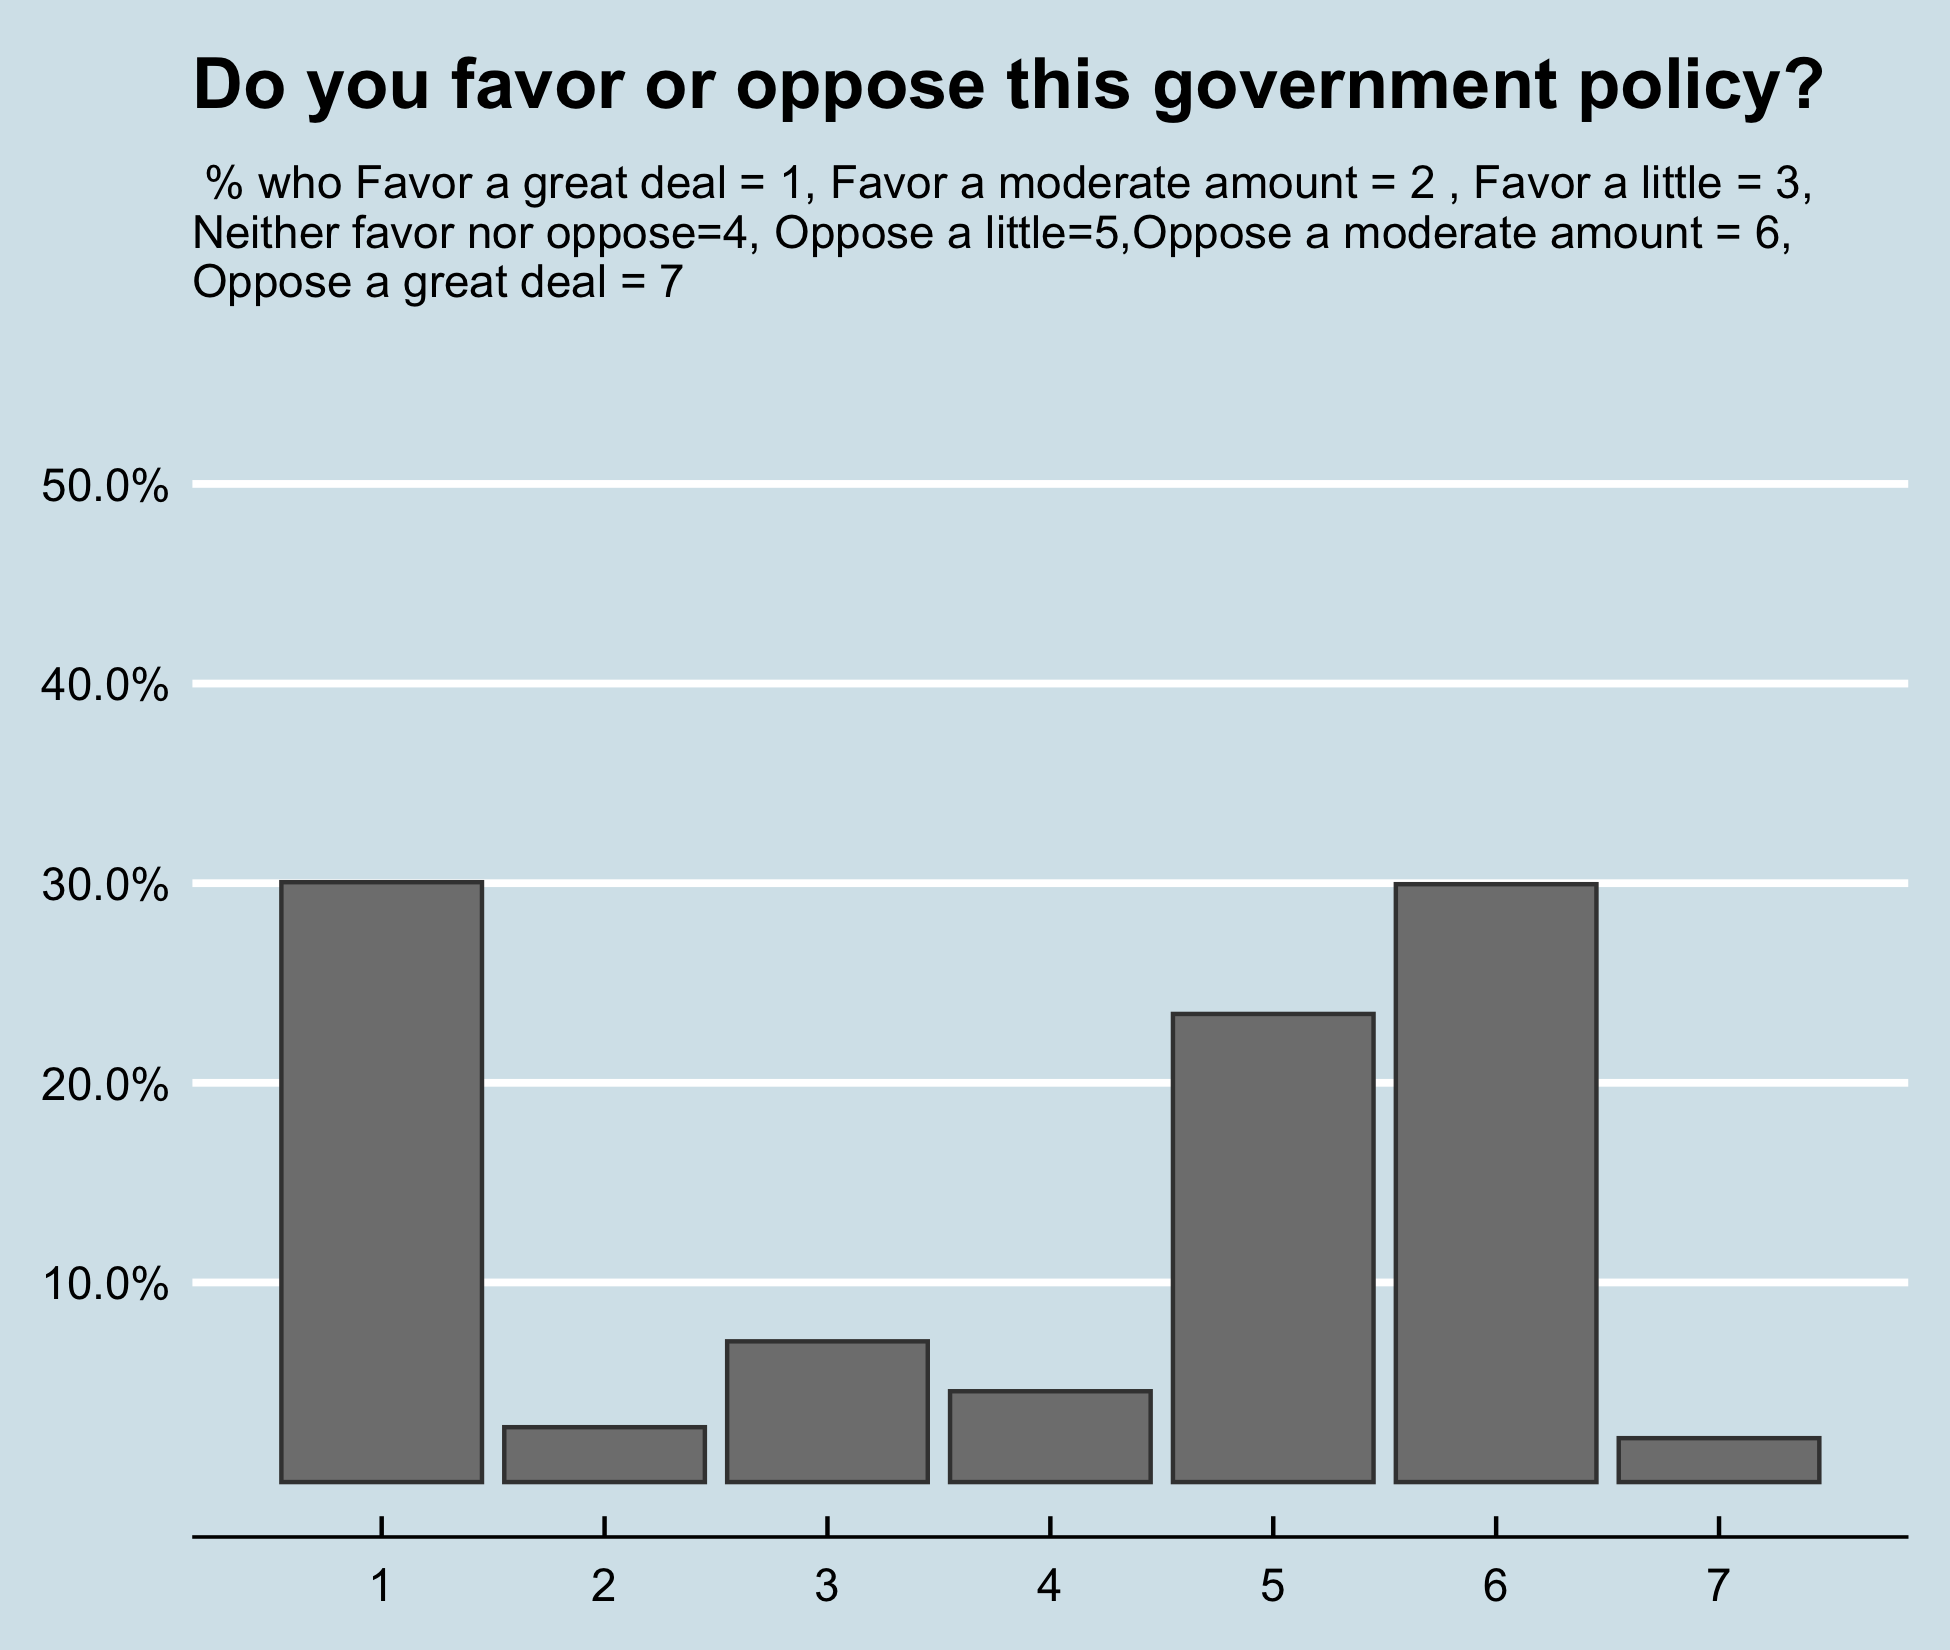 Do you favor or oppose this government policy?
% who Favor a great deal = 1, Favor a moderate amount = 2 , Favor a little = 3,
Neither favor nor oppose=4, Oppose a little=5,Oppose a moderate amount = 6,
Oppose a great deal = 7
50.0%
40.0%
30.0%
20.0%
10.0%
1 2 3 4 5 6 7